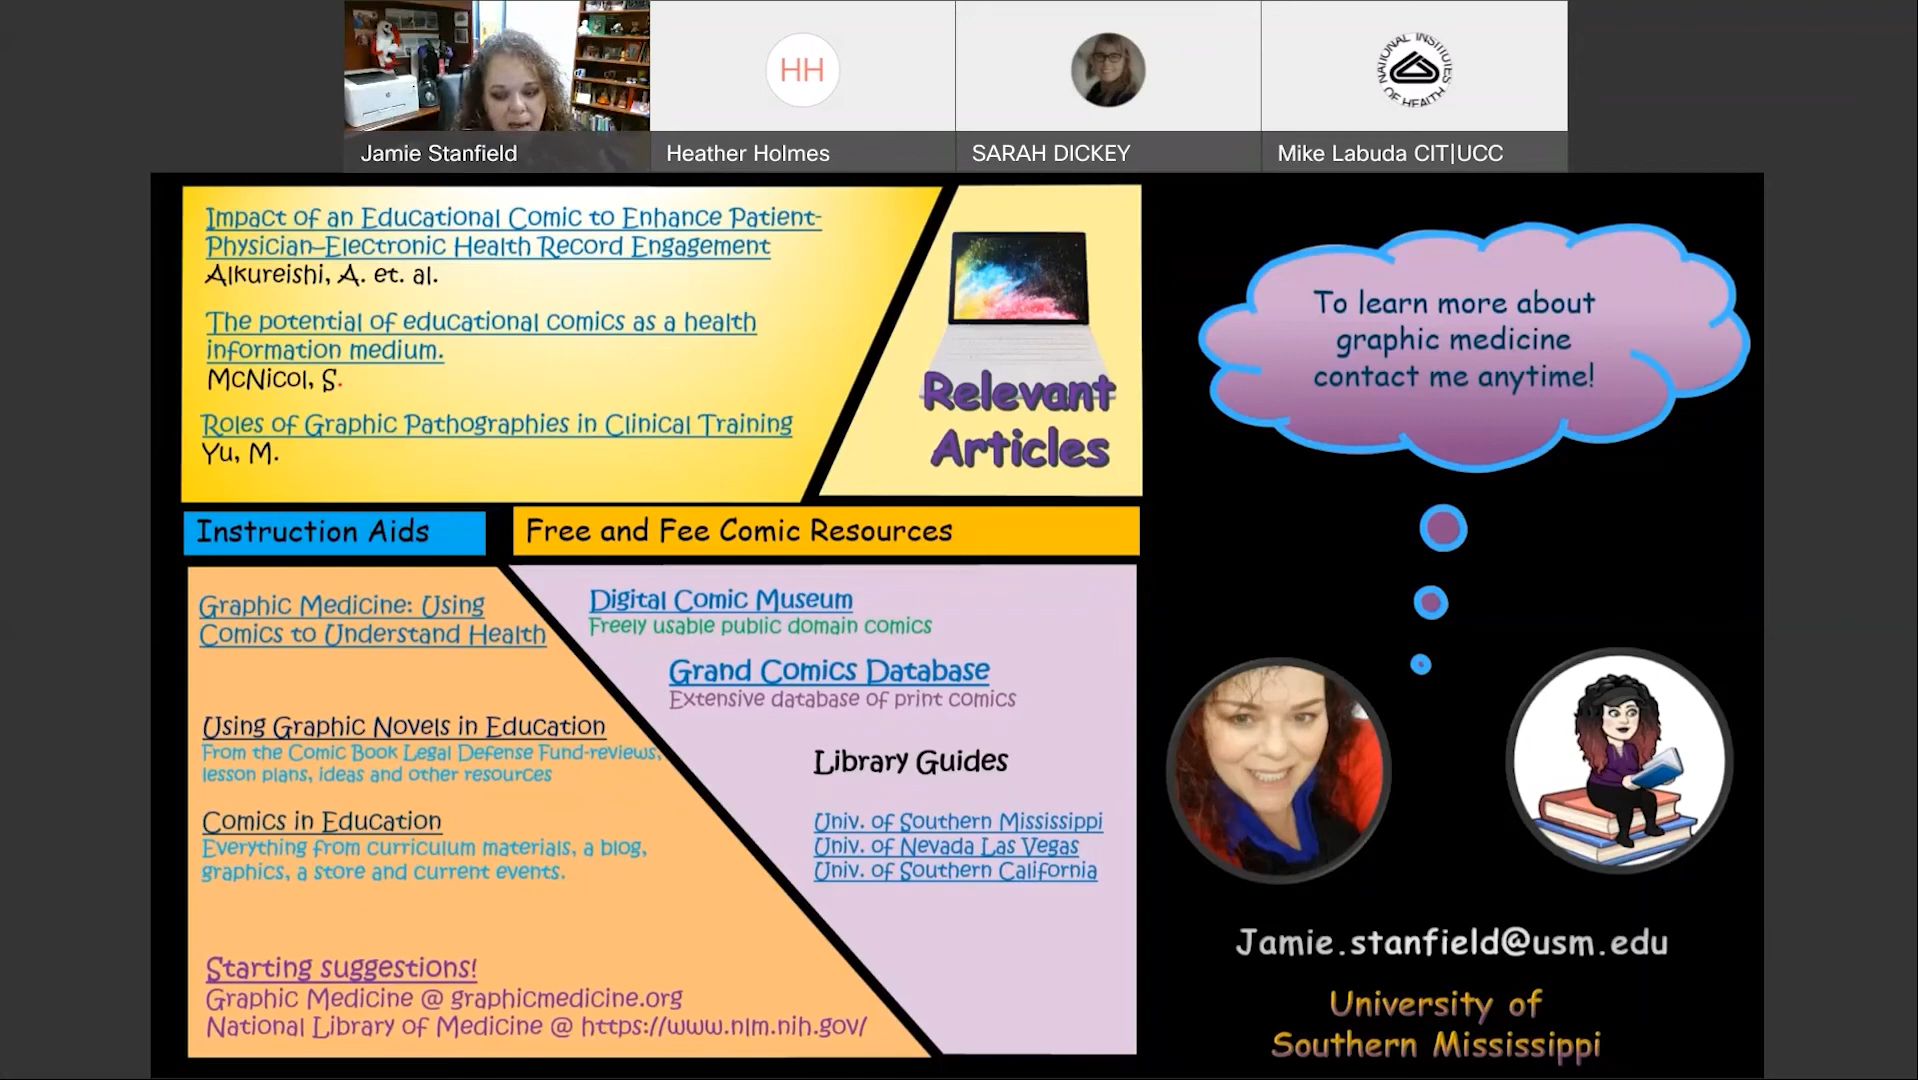 HH
NATIONAL INSTITUTES OF HEALTH
Jamie Stanfield
Heather Holmes
SARAH DICKEY
Mike Labuda CIT|UCC
Impact of an Educational Comic to Enhance Patient-
Physician–Electronic Health Record Engagement
Alkureishi, A. et. al.
The potential of educational comics as a health
information medium.
McNicol, S.
Roles of Graphic Pathographies in Clinical Training
Yu, M.
Relevant
Articles
To learn more about
graphic medicine
contact me anytime!
Instruction Aids
Free and Fee Comic Resources
Graphic Medicine: Using
Comics to Understand Health
Using Graphic Novels in Education
From the Comic Book Legal Defense Fund-reviews,
lesson plans, ideas and other resources
Comics in Education
Everything from curriculum materials, a blog,
graphics, a store and current events.
Starting suggestions!
Graphic Medicine @ graphicmedicine.org
National Library of Medicine @ https://www.nlm.nih.gov/
Digital Comic Museum
Freely usable public domain comics
Grand Comics Database
Extensive database of print comics
Library Guides
Univ. of Southern Mississippi
Univ. of Nevada Las Vegas
Univ. of Southern California
Jamie.stanfield@usm.edu
University of
Southern Mississippi